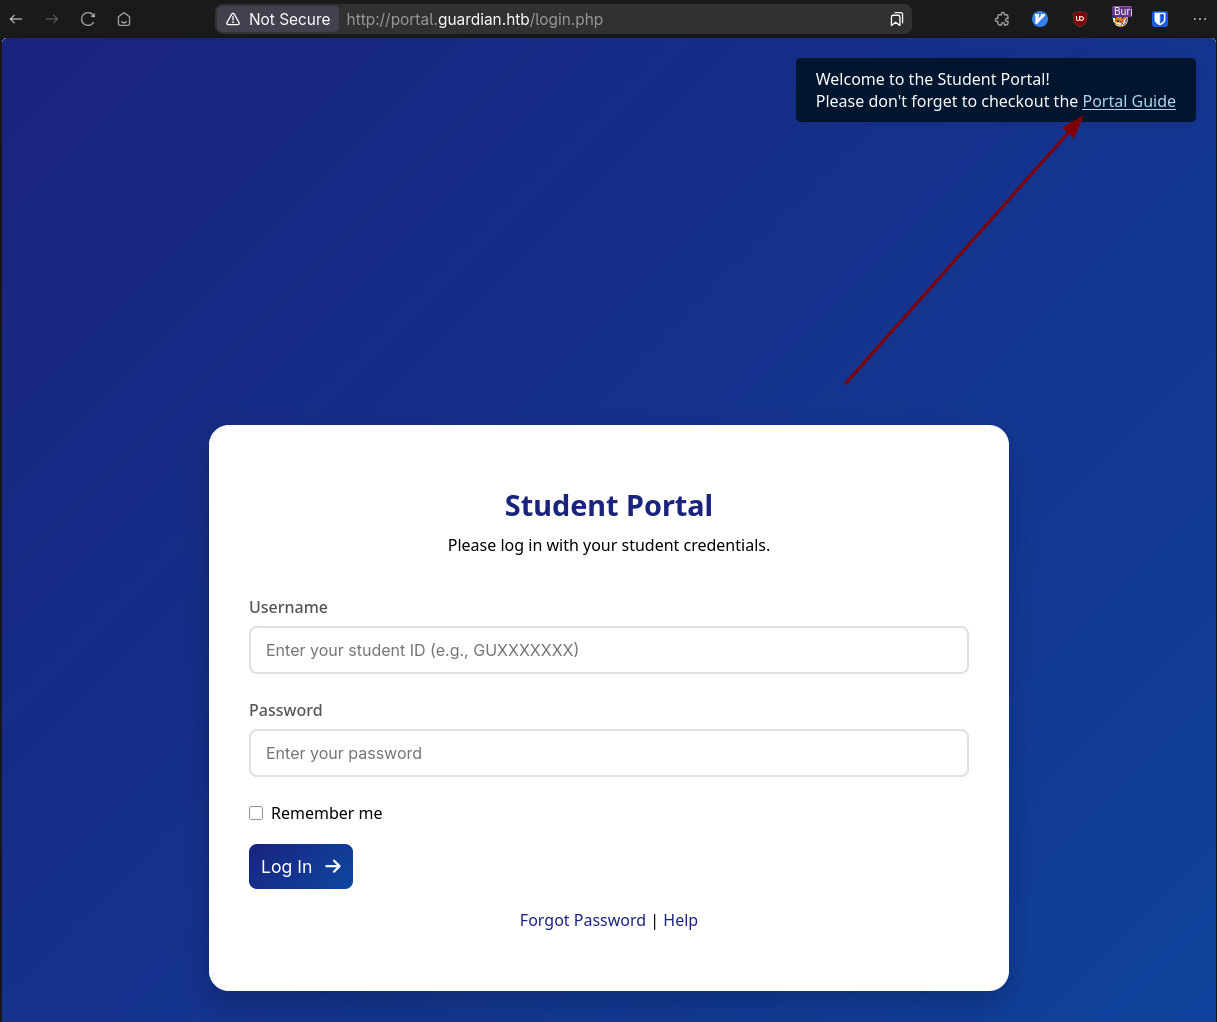 Not Secure http://portal.guardian.htb/login.php
Welcome to the Student Portal!
Please don't forget to checkout the Portal Guide
Student Portal
Please log in with your student credentials.
Username
Enter your student ID (e.g., GUXXXXXXX)
Password
Enter your password
Remember me
Log In
Forgot Password | Help